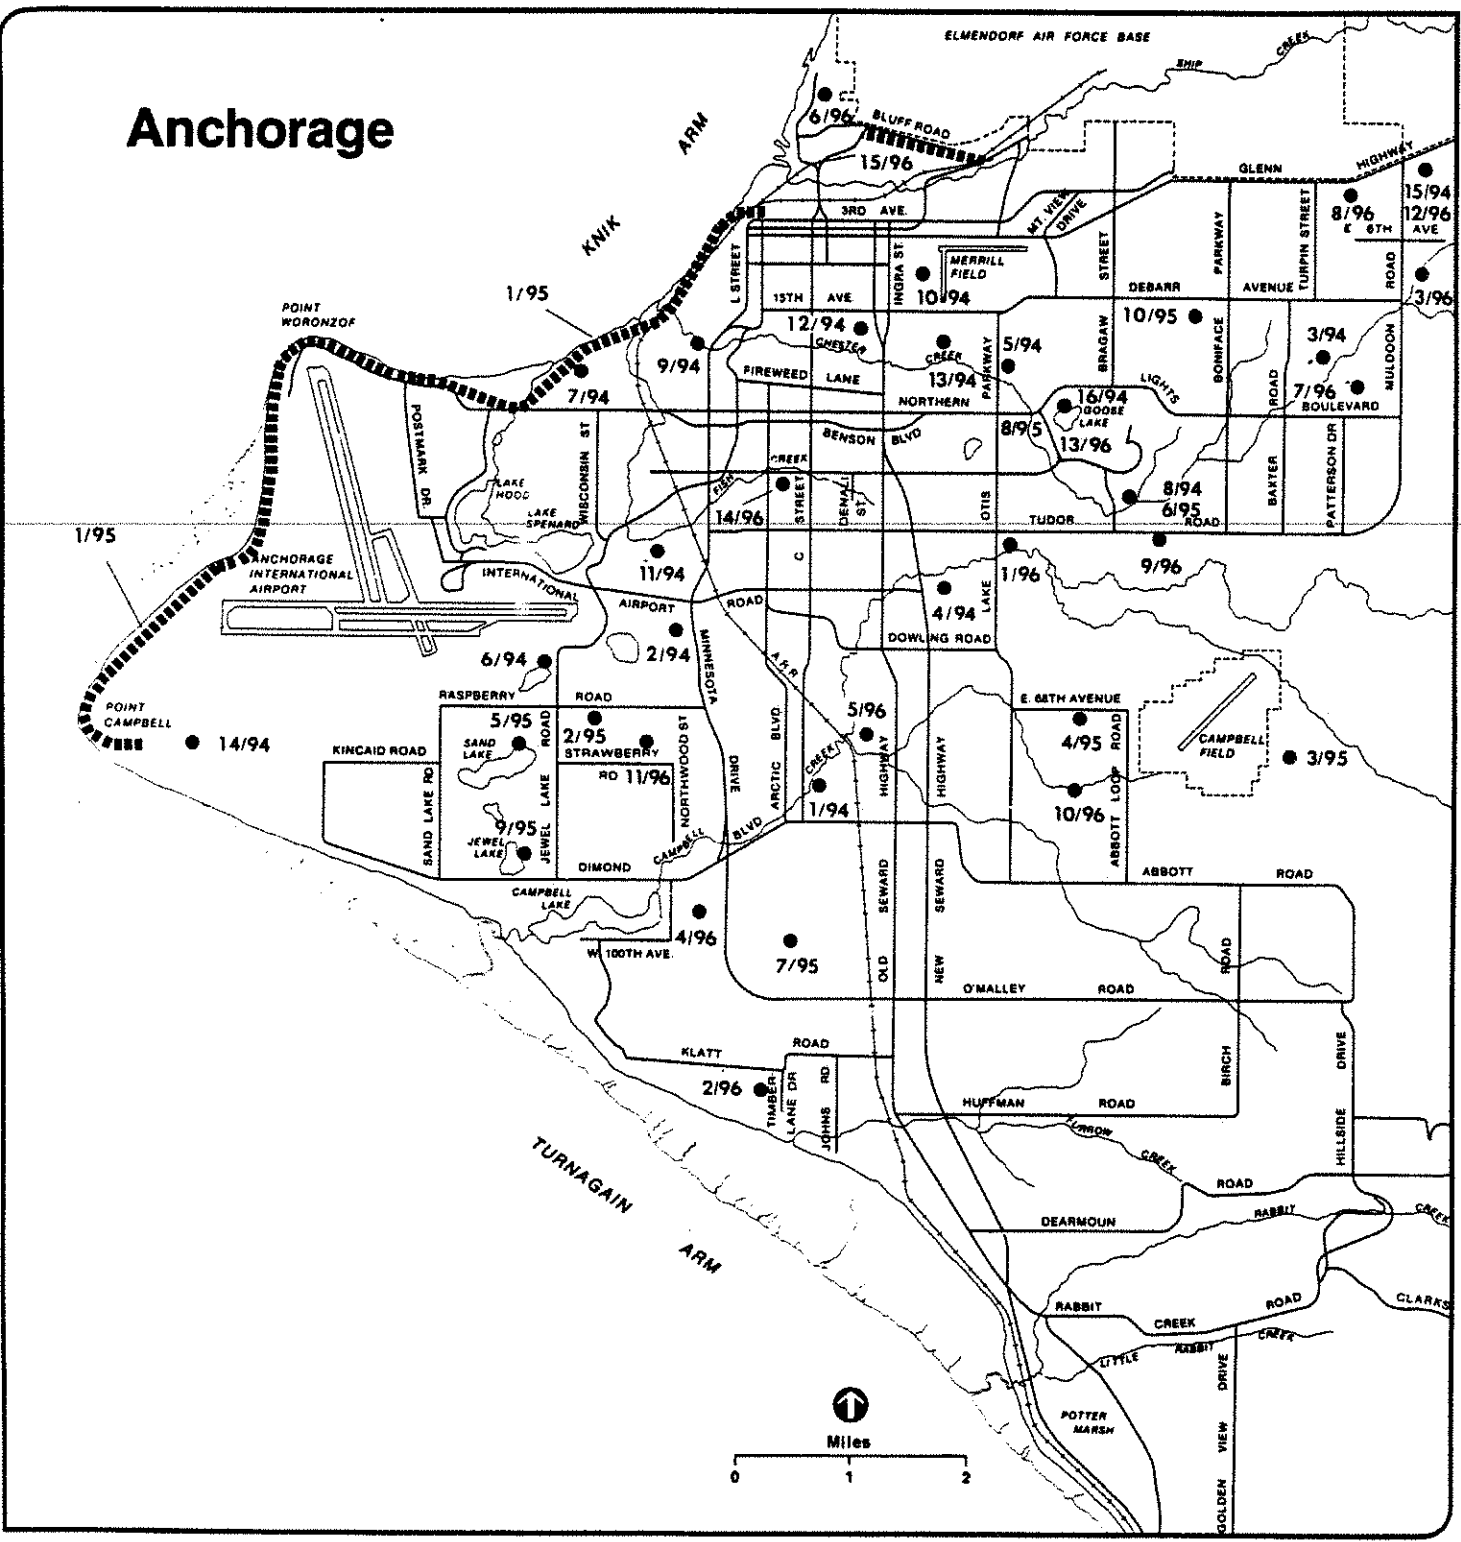 Anchorage
ELMENDORF AIR FORCE BASE
SHIP
CREEK
KNIK
ARM
6/96
BLUFF ROAD
15/96
GLENN
HIGHWAY
15/94
12/96
8/96
E 6TH AVE
3RD AVE.
MT. VIEW
DRIVE
L STREET
INGRA ST.
MERRILL
FIELD
10/94
BRAGAW
STREET
BONIFACE
PARKWAY
TURPIN STREET
MULDOON
ROAD
3/96
15TH AVE
DEBARR
AVENUE
10/95
1/95
POINT
WORONZOF
12/94
CHESTER
CREEK
13/94
PARKWAY
5/94
3/94
7/96
9/94
7/94
FIREWEED LANE
NORTHERN
LIGHTS
BOULEVARD
16/94
GOOSE
LAKE
13/96
8/95
BENSON BLVD
POSTMARK DR.
WISCONSIN ST
LAKE
HOOD
LAKE
SPENARD
FISH
CREEK
14/96
C STREET
DENALI
ST.
OTIS
LAKE
8/94
6/95
BAXTER
ROAD
PATTERSON DR
TUDOR
ROAD
1/95
ANCHORAGE
INTERNATIONAL
AIRPORT
INTERNATIONAL
AIRPORT
ROAD
11/94
1/96
9/96
4/94
DOWLING ROAD
2/94
6/94
MINNESOTA
DRIVE
A.R.R
RASPBERRY
ROAD
E. 68TH AVENUE
POINT
CAMPBELL
14/94
KINCAID ROAD
SAND LAKE RD
5/95
SAND
LAKE
JEWEL LAKE ROAD
2/95
STRAWBERRY
RD
11/96
NORTHWOOD ST
ARCTIC BLVD
5/96
CAMPBELL
CREEK
1/94
OLD SEWARD HIGHWAY
NEW SEWARD HIGHWAY
4/95
10/96
ABBOTT LOOP ROAD
CAMPBELL
FIELD
3/95
9/95
JEWEL
LAKE
DIMOND
BLVD
ABBOTT
ROAD
CAMPBELL
LAKE
4/96
W. 100TH AVE.
7/95
O'MALLEY
ROAD
BIRCH
ROAD
HILLSIDE
DRIVE
KLATT
ROAD
2/96
TIMBER-
LANE DR
JOHNS RD
HUFFMAN
ROAD
FURROW
CREEK
TURNAGAIN
ARM
DEARMOUN
ROAD
RABBIT
CREEK
RABBIT
CREEK
ROAD
CLARKS
LITTLE
RABBIT
CREEK
GOLDEN VIEW DRIVE
POTTER
MARSH
Miles
0 1 2